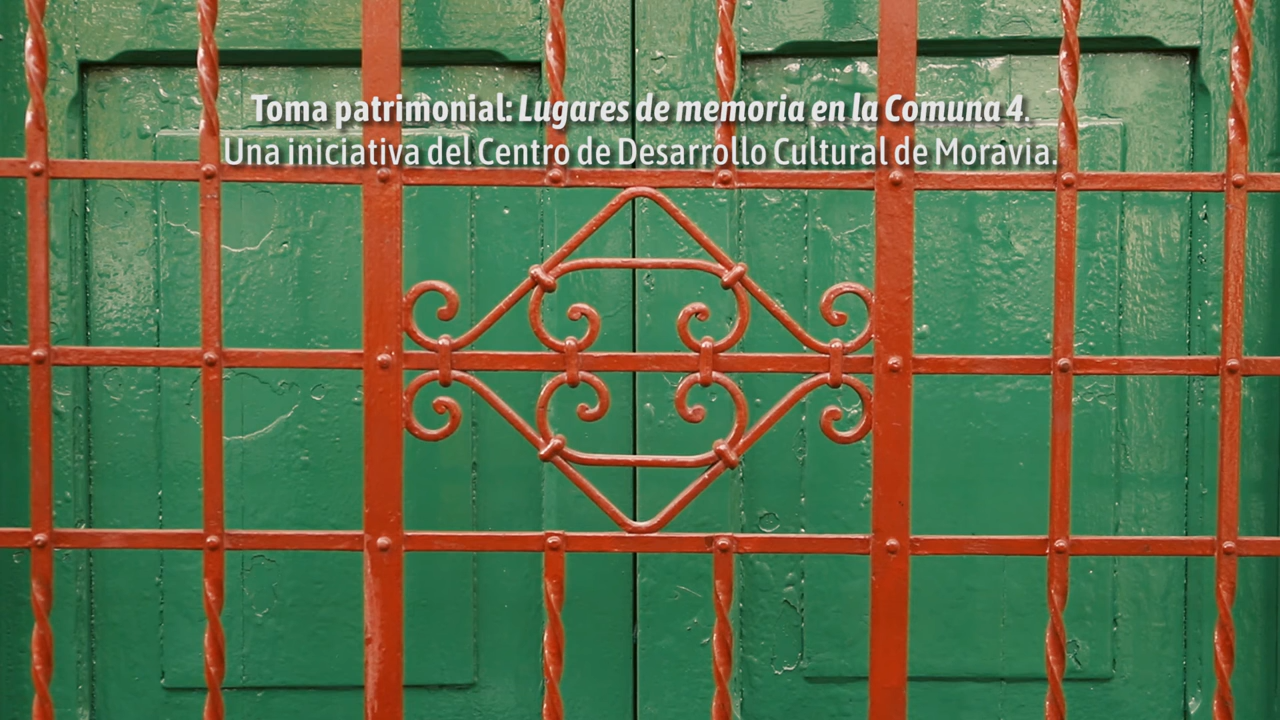 Toma patrimonial: Lugares de memoria en la Comuna 4.
Una iniciativa del Centro de Desarrollo Cultural de Moravia.